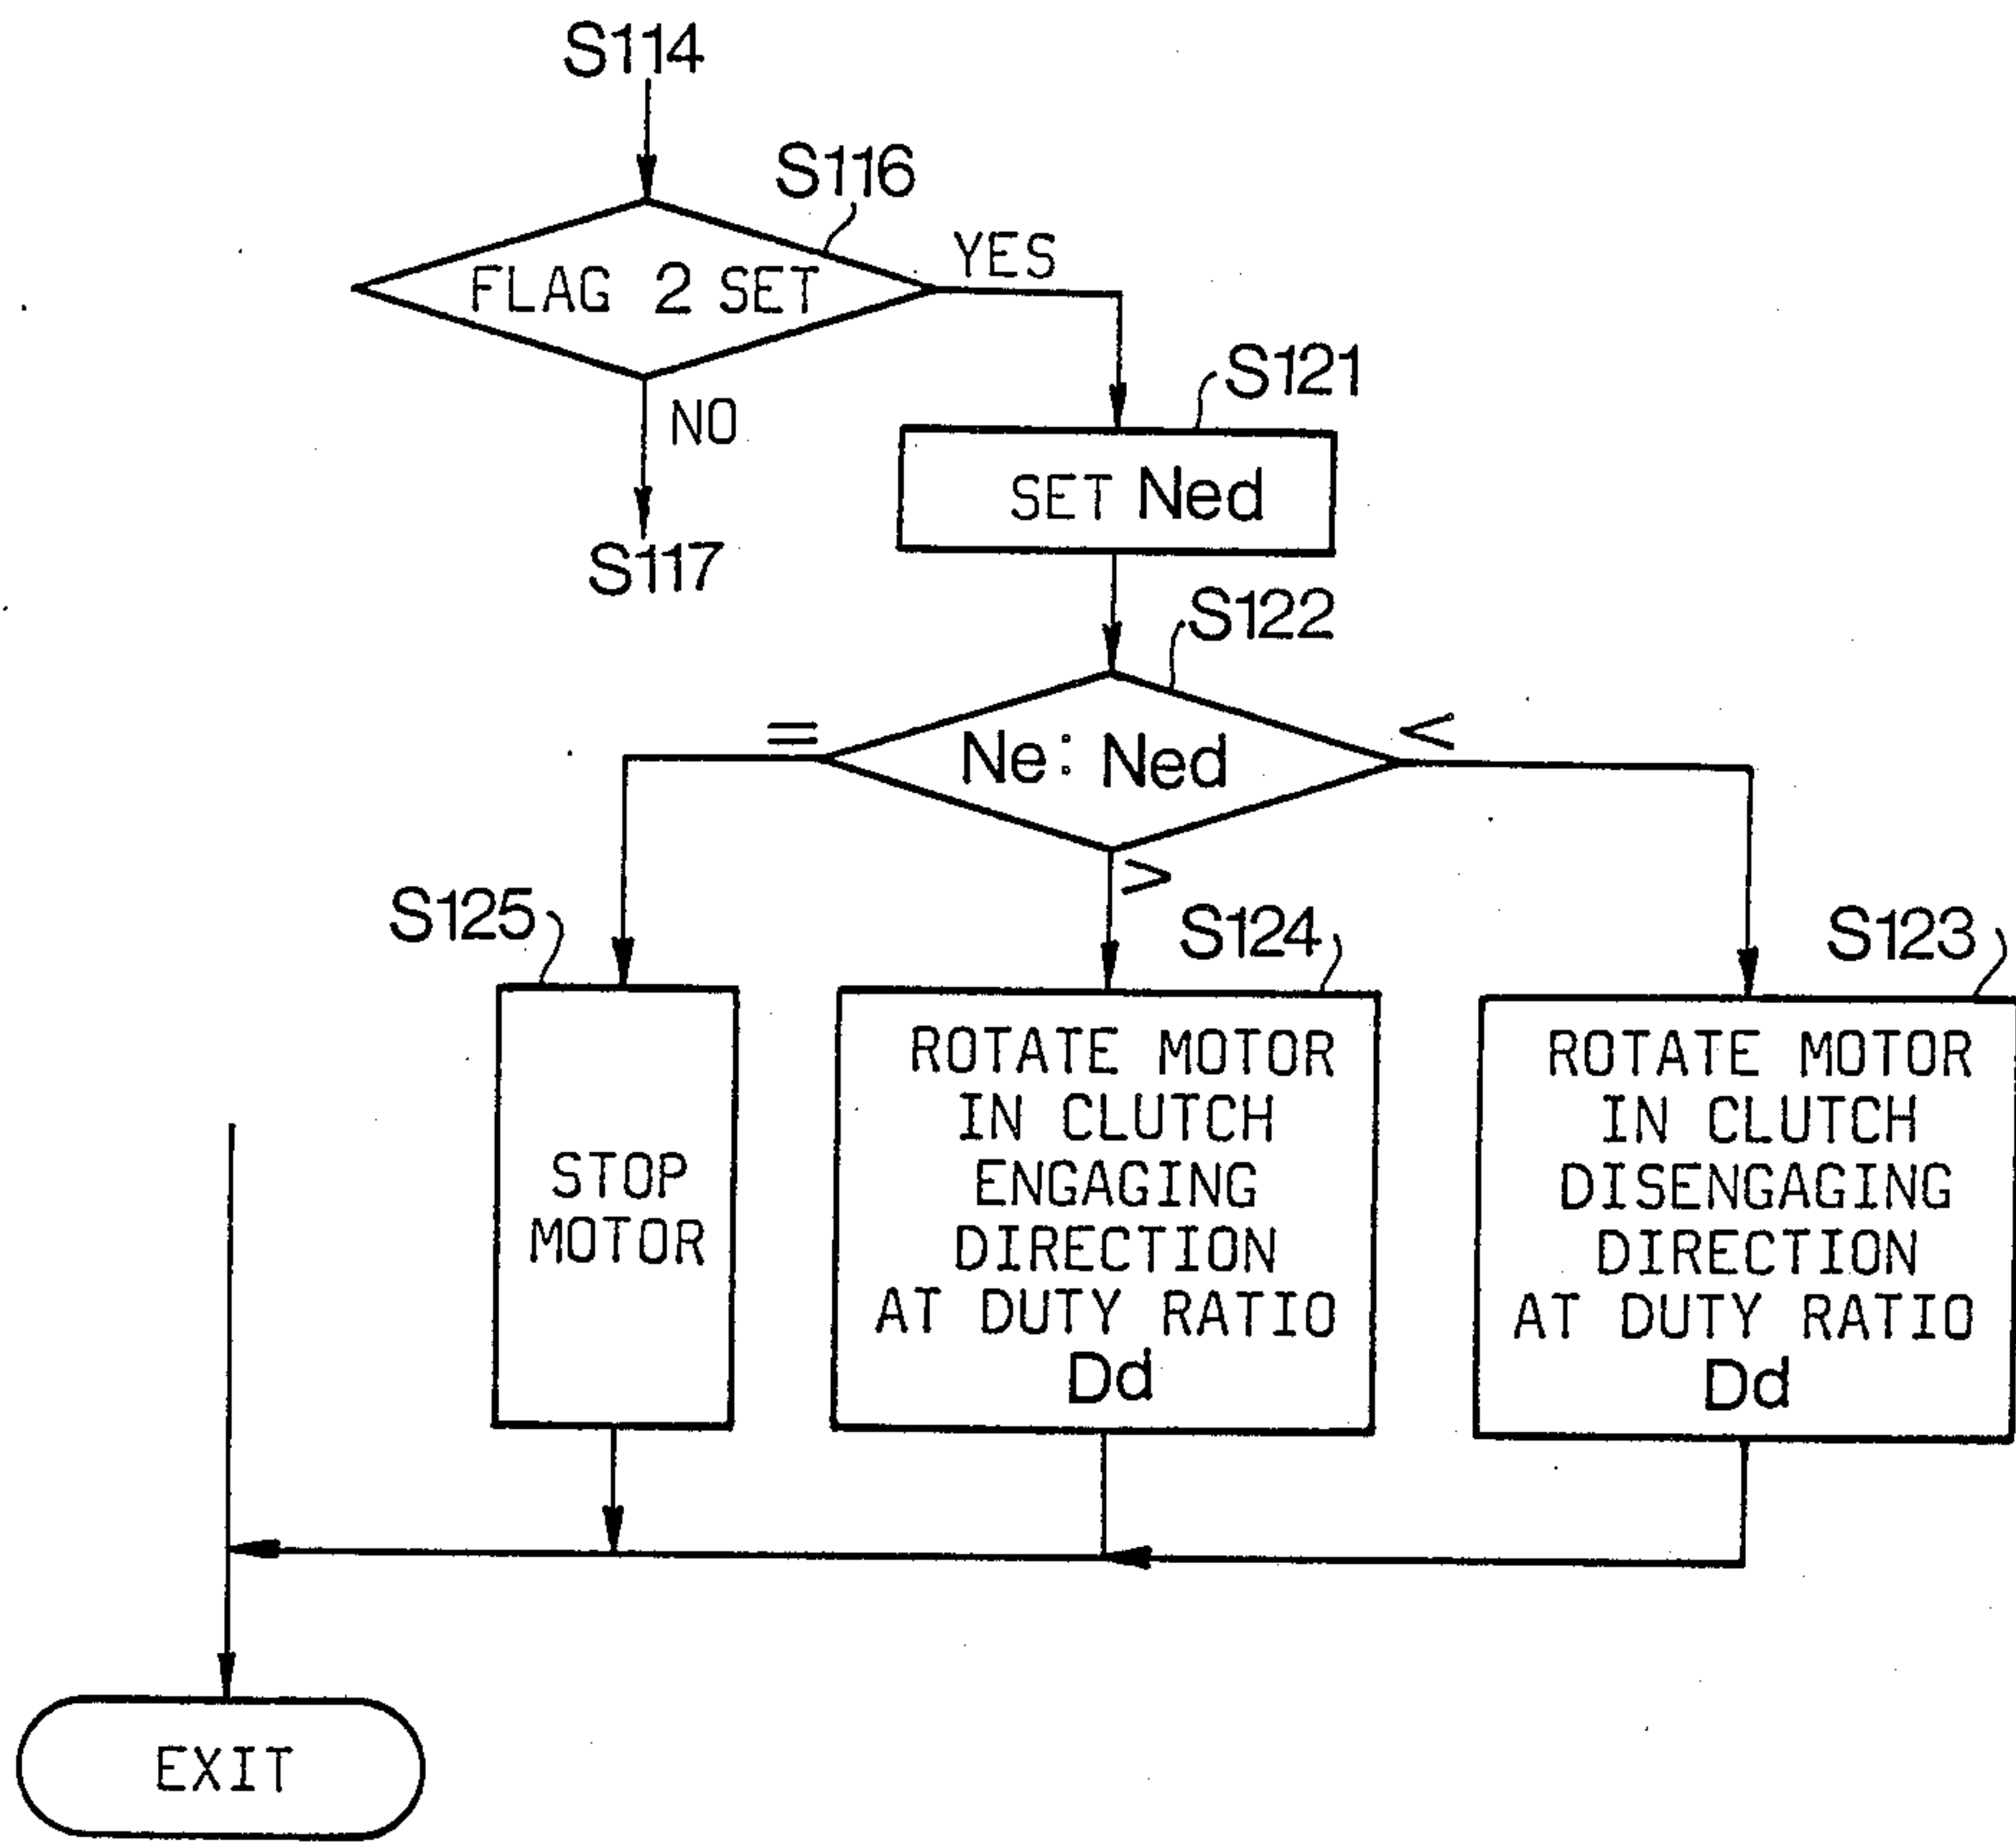 S114
S116
FLAG 2 SET
YES
NO
S117
S121
SET Ned
S122
Ne: Ned
=
<
>
S125
STOP
MOTOR
S124
ROTATE MOTOR
IN CLUTCH
ENGAGING
DIRECTION
AT DUTY RATIO
Dd
S123
ROTATE MOTOR
IN CLUTCH
DISENGAGING
DIRECTION
AT DUTY RATIO
Dd
EXIT